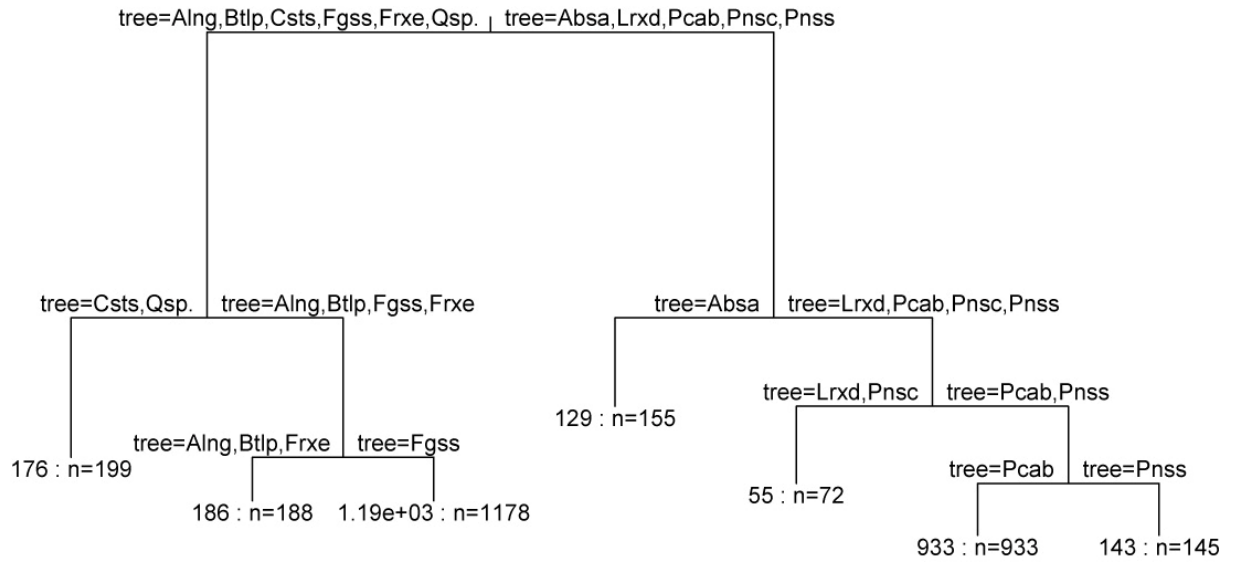 tree=Alng,Btlp,Csts,Fgss,Frxe,Qsp. tree=Absa,Lrxd,Pcab,Pnsc,Pnss
tree=Csts,Qsp. tree=Alng,Btlp,Fgss,Frxe tree=Absa tree=Lrxd,Pcab,Pnsc,Pnss
tree=Lrxd,Pnsc tree=Pcab,Pnss
129 : n=155
tree=Alng,Btlp,Frxe tree=Fgss
176 : n=199 tree=Pcab tree=Pnss
55 : n=72
186 : n=188 1.19e+03 : n=1178
933 : n=933 143 : n=145